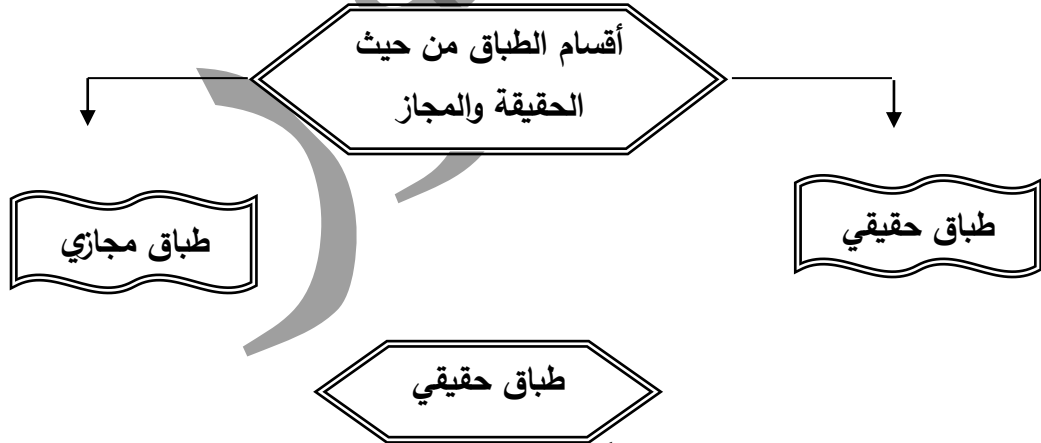 أقسام الطباق من حيث
الحقيقة والمجاز
طباق حقيقي
طباق مجازي
طباق حقيقي